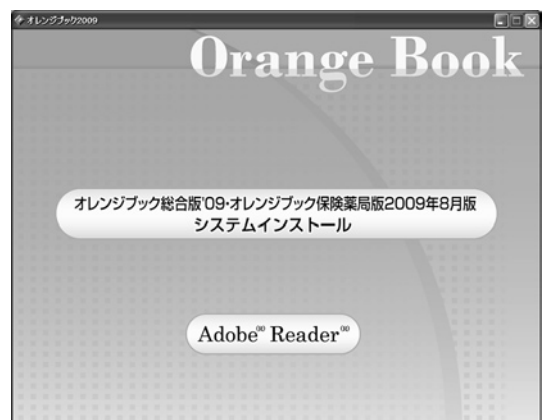 オレンジブック2009
Orange Book
オレンジブック総合版'09・オレンジブック保険薬局版2009年8月版
システムインストール
Adobe® Reader®